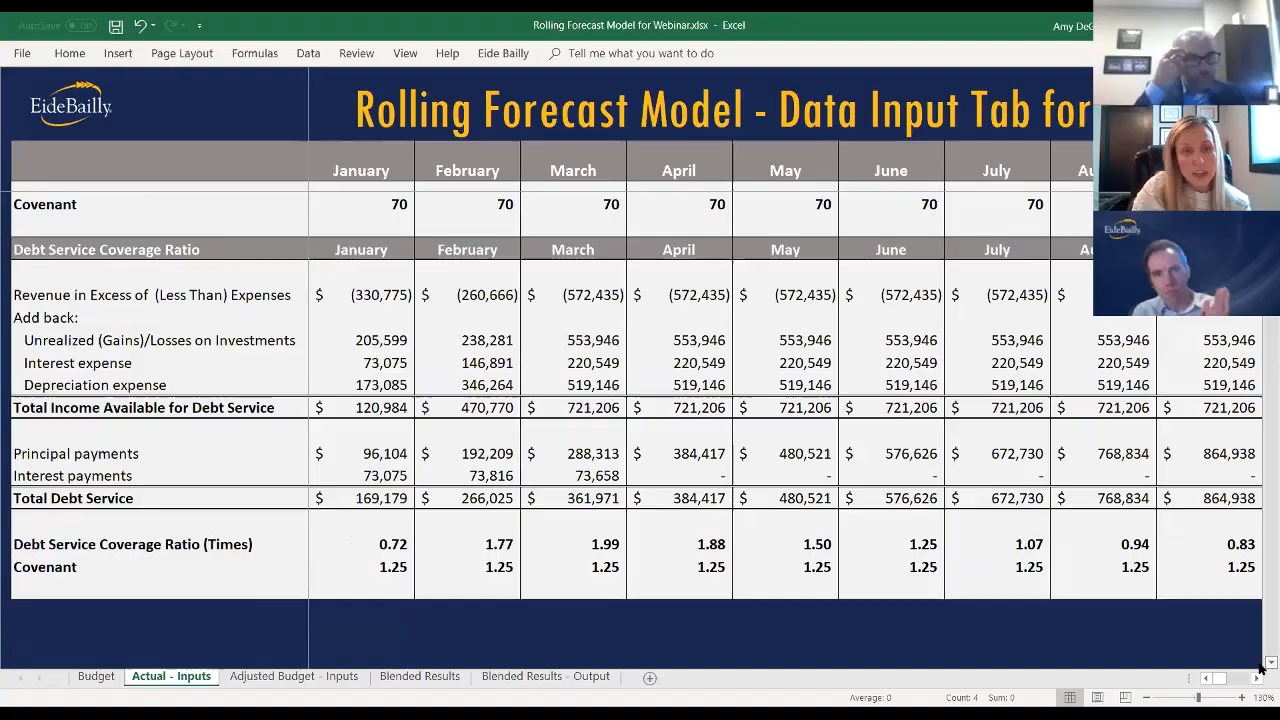 AutoSave Off Rolling Forecast Model for Webinar.xlsx - Excel Amy
File Home Insert Page Layout Formulas Data Review View Help Eide Bailly Tell me what you want to do
EideBailly Rolling Forecast Model - Data Input Tab for
January February March April May June July
Covenant 70 70 70 70 70 70 70
Debt Service Coverage Ratio January February March April May June July
Revenue in Excess of (Less Than) Expenses $ (330,775) $ (260,666) $ (572,435) $ (572,435) $ (572,435) $ (572,435) $ (572,435) $
Add back:
Unrealized (Gains)/Losses on Investments 205,599 238,281 553,946 553,946 553,946 553,946 553,946 553,946 553,946
Interest expense 73,075 146,891 220,549 220,549 220,549 220,549 220,549 220,549 220,549
Depreciation expense 173,085 346,264 519,146 519,146 519,146 519,146 519,146 519,146 519,146
Total Income Available for Debt Service $ 120,984 $ 470,770 $ 721,206 $ 721,206 $ 721,206 $ 721,206 $ 721,206 $ 721,206 $ 721,206
Principal payments $ 96,104 $ 192,209 $ 288,313 $ 384,417 $ 480,521 $ 576,626 $ 672,730 $ 768,834 $ 864,938
Interest payments 73,075 73,816 73,658 - - - - - -
Total Debt Service $ 169,179 $ 266,025 $ 361,971 $ 384,417 $ 480,521 $ 576,626 $ 672,730 $ 768,834 $ 864,938
Debt Service Coverage Ratio (Times) 0.72 1.77 1.99 1.88 1.50 1.25 1.07 0.94 0.83
Covenant 1.25 1.25 1.25 1.25 1.25 1.25 1.25 1.25 1.25
Budget Actual - Inputs Adjusted Budget - Inputs Blended Results Blended Results - Output
Average: 0 Count: 4 Sum: 0 130%
EideBailly